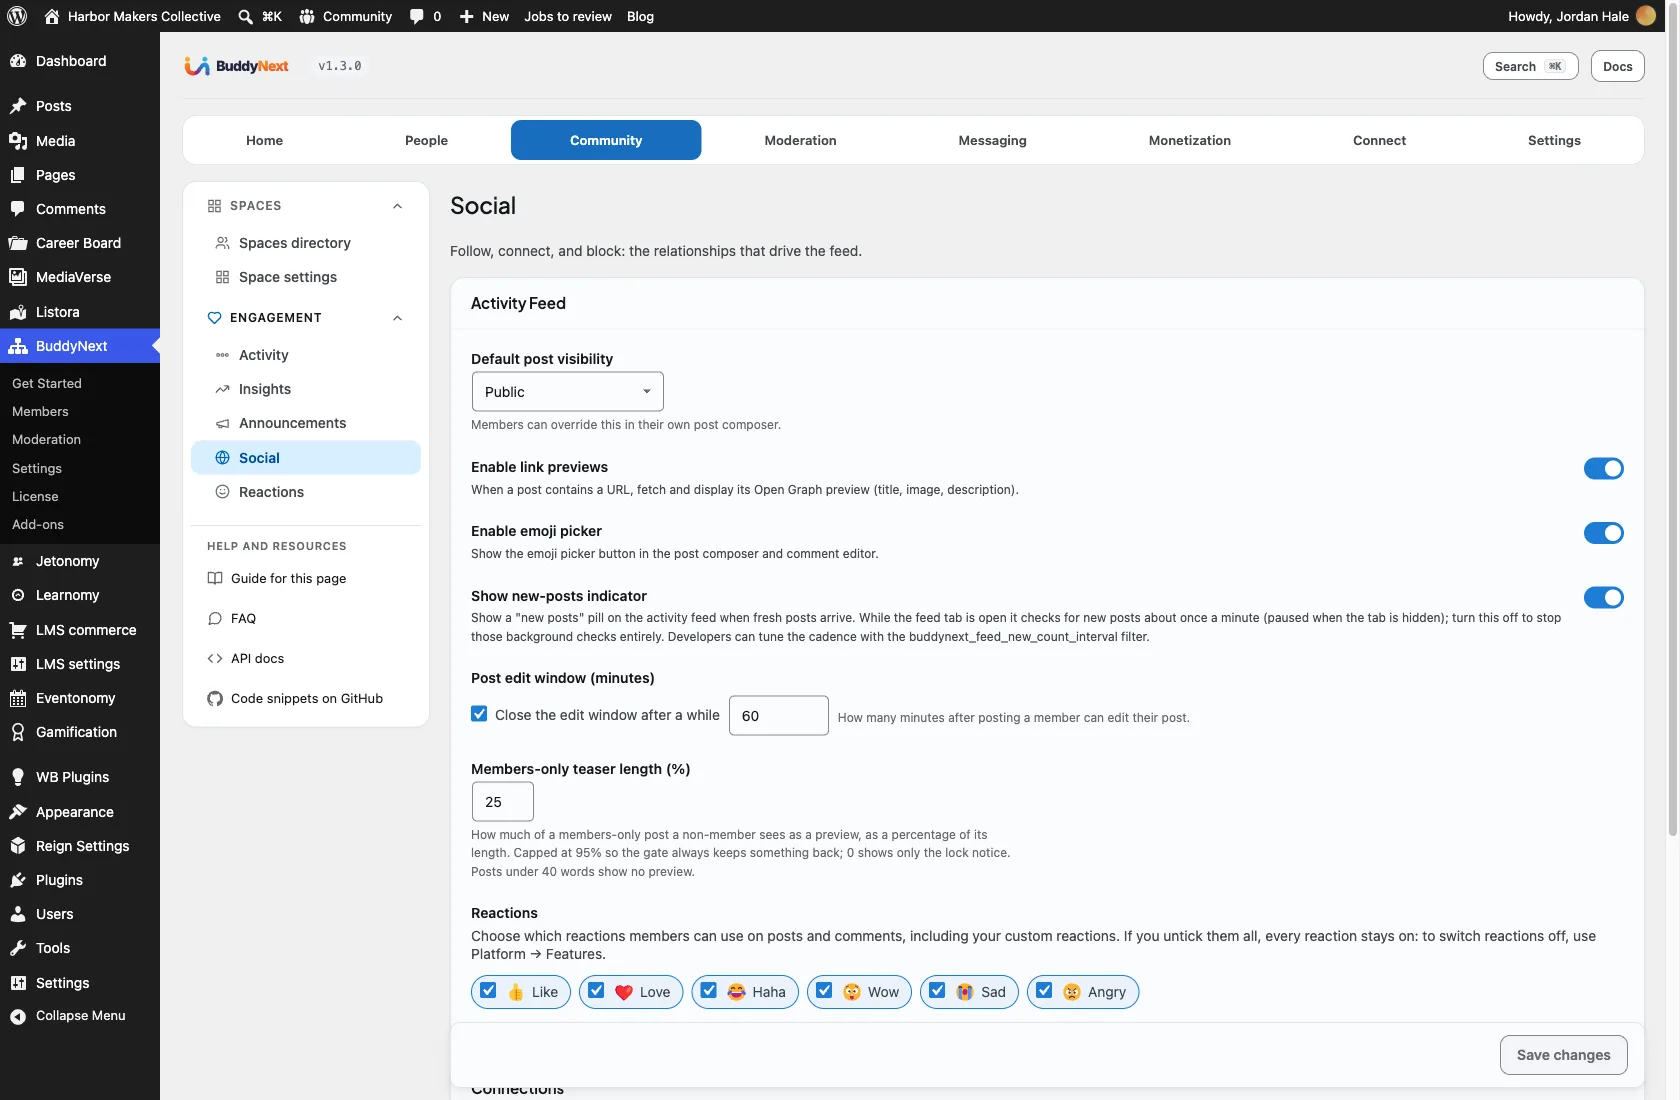 Harbor Makers Collective ⌘K Community 0 New Jobs to review Blog Howdy, Jordan Hale
Dashboard
Posts
Media
Pages
Comments
Career Board
MediaVerse
Listora
BuddyNext
Get Started
Members
Moderation
Settings
License
Add-ons
Jetonomy
Learnomy
LMS commerce
LMS settings
Eventonomy
Gamification
WB Plugins
Appearance
Reign Settings
Plugins
Users
Tools
Settings
Collapse Menu
BuddyNext v1.3.0 Search ⌘K Docs
Home People Community Moderation Messaging Monetization Connect Settings
SPACES
Spaces directory
Space settings
ENGAGEMENT
Activity
Insights
Announcements
Social
Reactions
HELP AND RESOURCES
Guide for this page
FAQ
API docs
Code snippets on GitHub
Social
Follow, connect, and block: the relationships that drive the feed.
Activity Feed
Default post visibility
Public
Members can override this in their own post composer.
Enable link previews
When a post contains a URL, fetch and display its Open Graph preview (title, image, description).
Enable emoji picker
Show the emoji picker button in the post composer and comment editor.
Show new-posts indicator
Show a "new posts" pill on the activity feed when fresh posts arrive. While the feed tab is open it checks for new posts about once a minute (paused when the tab is hidden); turn this off to stop
those background checks entirely. Developers can tune the cadence with the buddynext_feed_new_count_interval filter.
Post edit window (minutes)
Close the edit window after a while 60 How many minutes after posting a member can edit their post.
Members-only teaser length (%)
25
How much of a members-only post a non-member sees as a preview, as a percentage of its
length. Capped at 95% so the gate always keeps something back; 0 shows only the lock notice.
Posts under 40 words show no preview.
Reactions
Choose which reactions members can use on posts and comments, including your custom reactions. If you untick them all, every reaction stays on: to switch reactions off, use
Platform → Features.
Like Love Haha Wow Sad Angry
Save changes
Connections